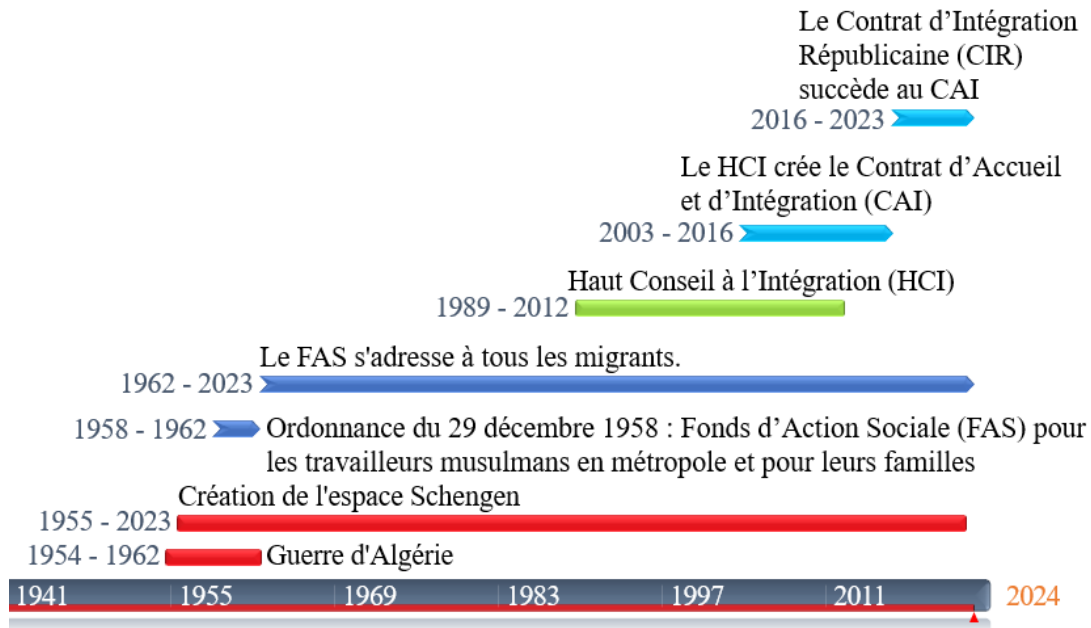 Le Contrat d’Intégration
Républicaine (CIR)
succède au CAI
2016 - 2023
Le HCI crée le Contrat d’Accueil
et d’Intégration (CAI)
2003 - 2016
Haut Conseil à l’Intégration (HCI)
1989 - 2012
Le FAS s'adresse à tous les migrants.
1962 - 2023
1958 - 1962 Ordonnance du 29 décembre 1958 : Fonds d’Action Sociale (FAS) pour
les travailleurs musulmans en métropole et pour leurs familles
Création de l'espace Schengen
1955 - 2023
1954 - 1962 Guerre d'Algérie
1941 1955 1969 1983 1997 2011 2024